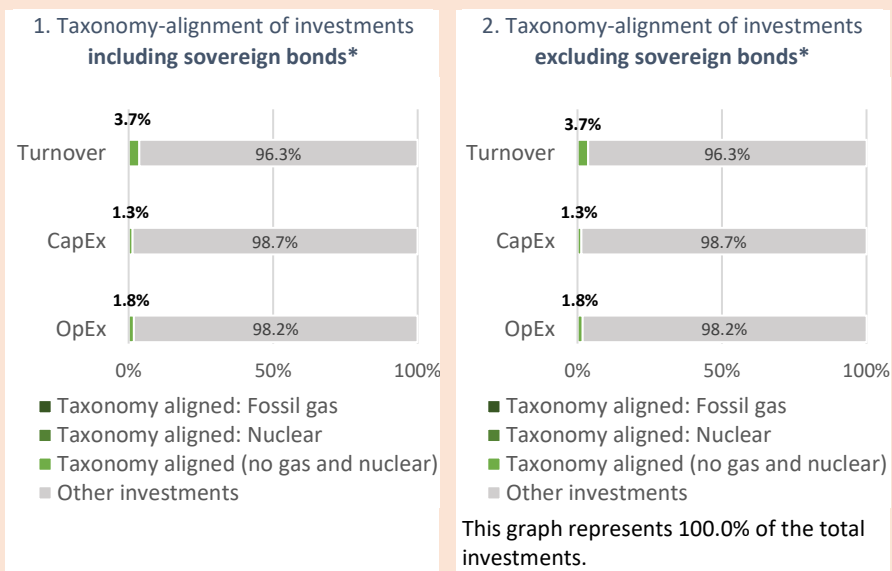 1. Taxonomy-alignment of investments
including sovereign bonds*
3.7%
Turnover
96.3%
1.3%
CapEx
98.7%
1.8%
OpEx
98.2%
0% 50% 100%
■ Taxonomy aligned: Fossil gas
■ Taxonomy aligned: Nuclear
■ Taxonomy aligned (no gas and nuclear)
■ Other investments
2. Taxonomy-alignment of investments
excluding sovereign bonds*
3.7%
Turnover
96.3%
1.3%
CapEx
98.7%
1.8%
OpEx
98.2%
0% 50% 100%
■ Taxonomy aligned: Fossil gas
■ Taxonomy aligned: Nuclear
■ Taxonomy aligned (no gas and nuclear)
■ Other investments
This graph represents 100.0% of the total
investments.